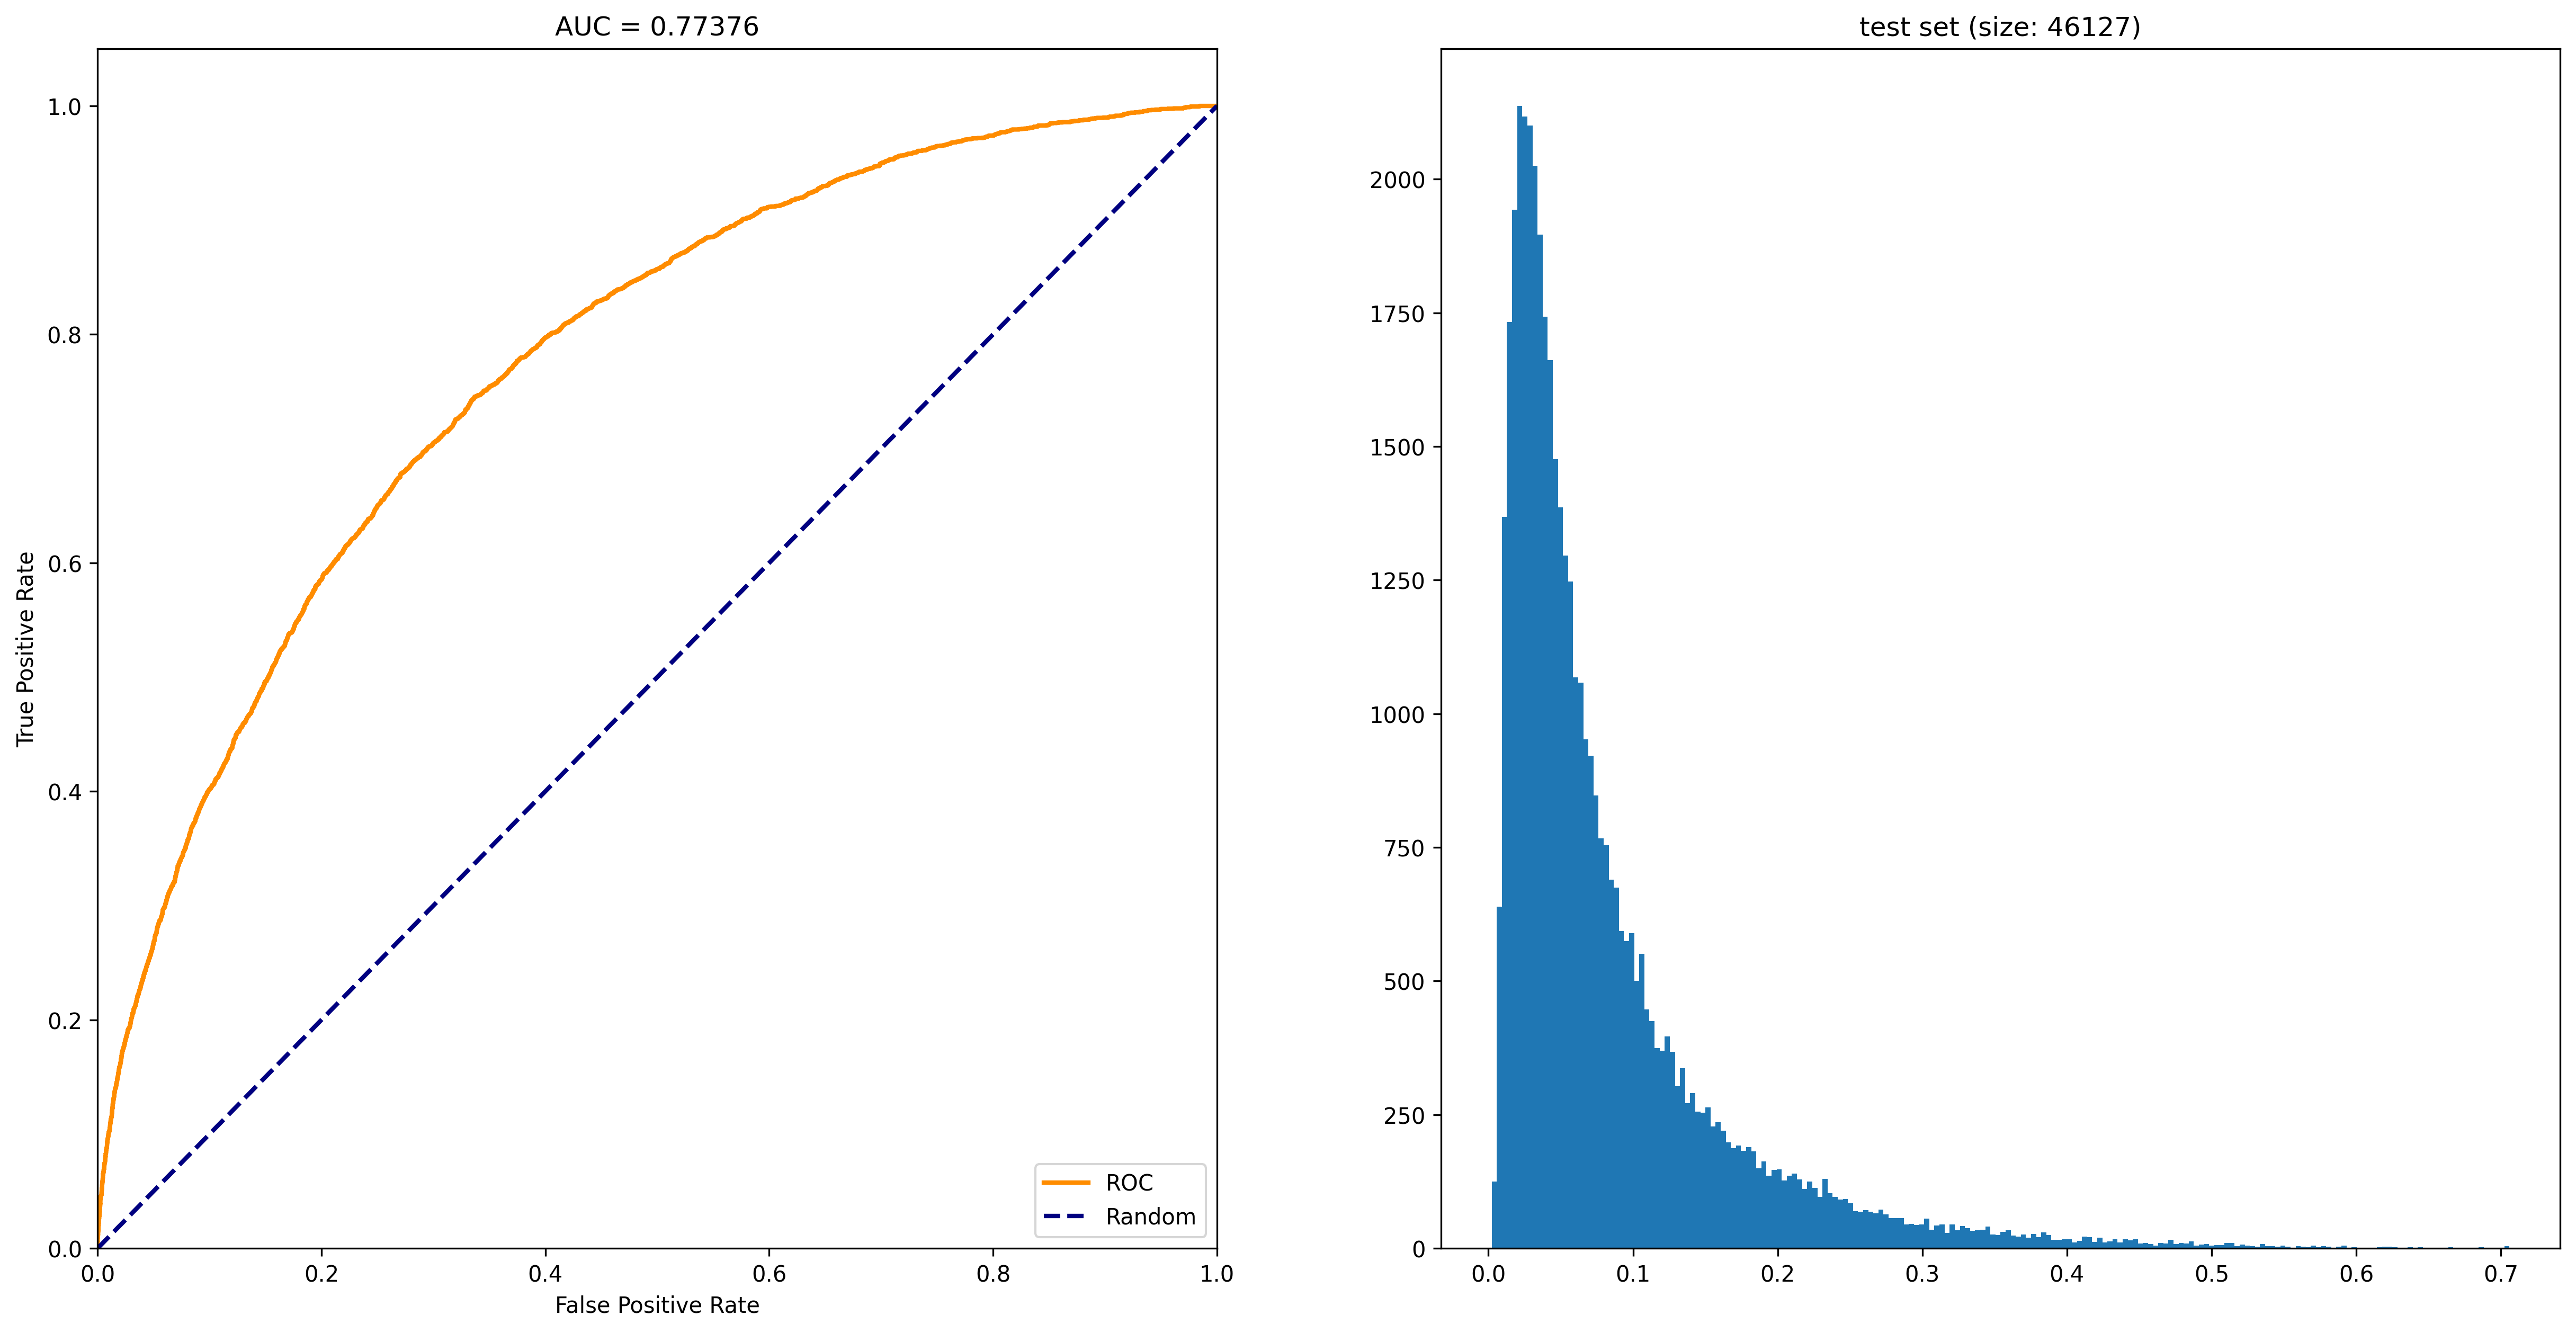 AUC = 0.77376
1.0
0.8
0.6
0.4
0.2
0.0
True Positive Rate
0.0 0.2 0.4 0.6 0.8 1.0
False Positive Rate
ROC
Random
test set (size: 46127)
2000
1750
1500
1250
1000
750
500
250
0
0.0 0.1 0.2 0.3 0.4 0.5 0.6 0.7